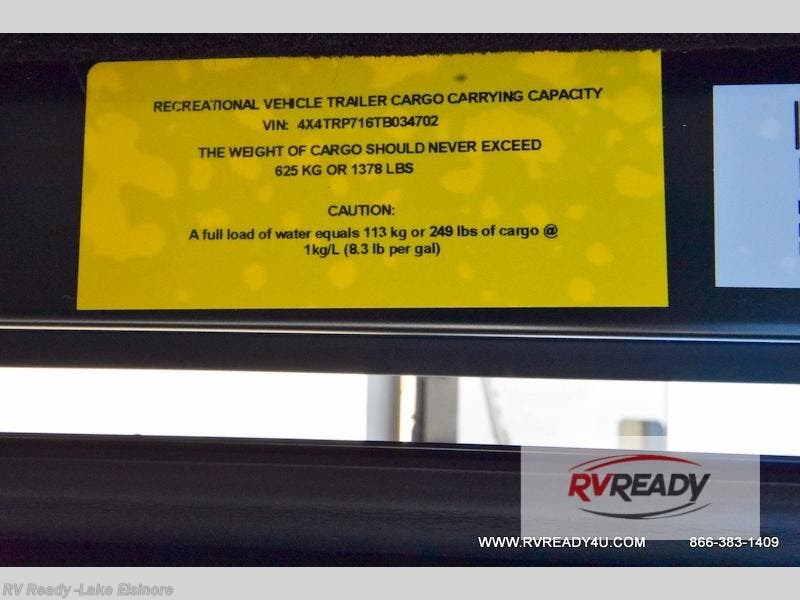 RECREATIONAL VEHICLE TRAILER CARGO CARRYING CAPACITY
VIN: 4X4TRP716TB034702
THE WEIGHT OF CARGO SHOULD NEVER EXCEED
625 KG OR 1378 LBS
CAUTION:
A full load of water equals 113 kg or 249 lbs of cargo @
1kg/L (8.3 lb per gal)
RVREADY
WWW.RVREADY4U.COM 866-383-1409
RV Ready -Lake Elsinore